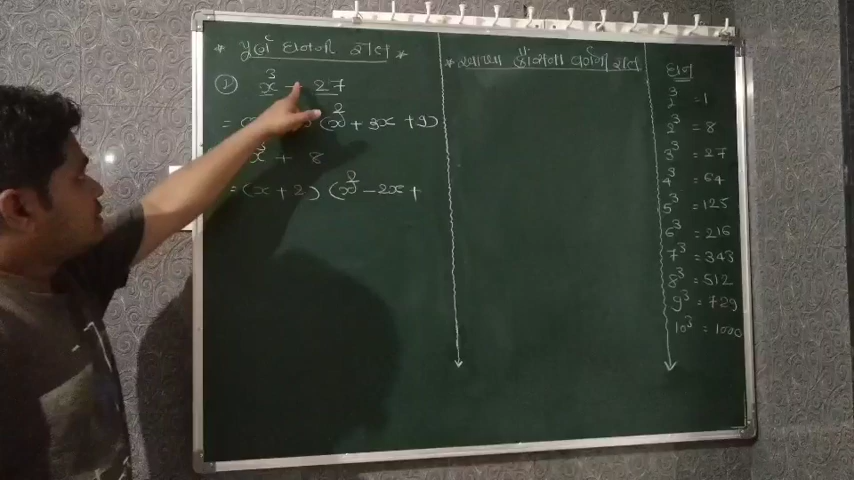 * પુર્ણ ઘનની રીત *
① x³ - 27
= (x 3 (x² + 3x + 9)
x³ + 8
= (x + 2) (x² - 2x +
ઘન
1³ = 1
2³ = 8
3³ = 27
4³ = 64
5³ = 125
6³ = 216
7³ = 343
8³ = 512
9³ = 729
10³ = 1000